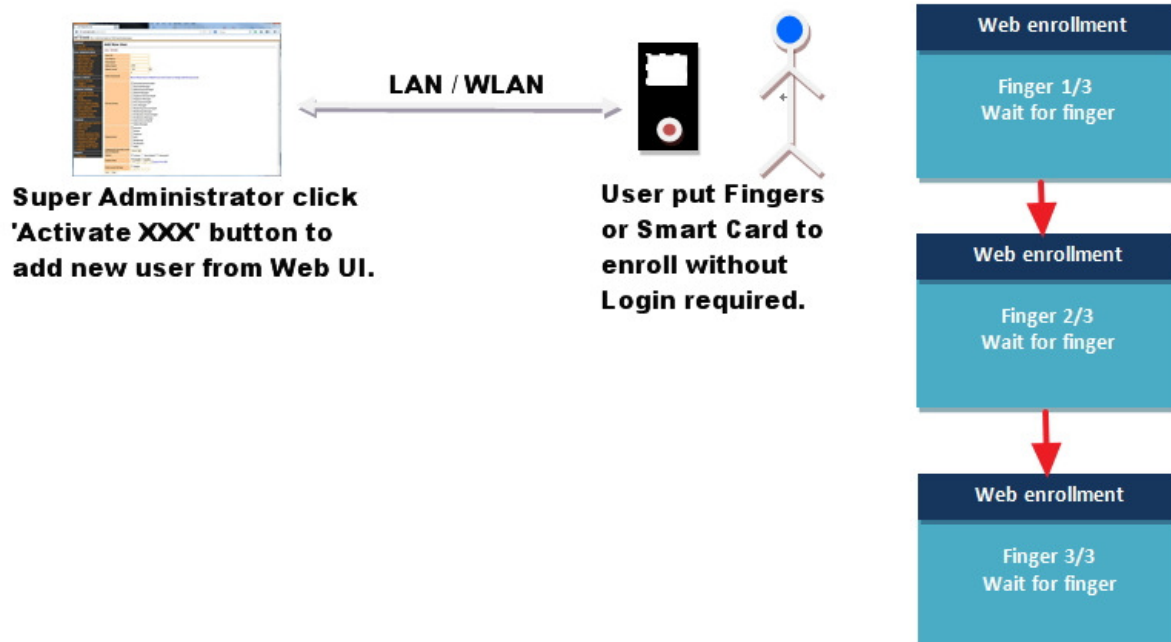 LAN / WLAN
Super Administrator click
'Activate XXX' button to
add new user from Web UI.
User put Fingers
or Smart Card to
enroll without
Login required.
Web enrollment
Finger 1/3
Wait for finger
Web enrollment
Finger 2/3
Wait for finger
Web enrollment
Finger 3/3
Wait for finger